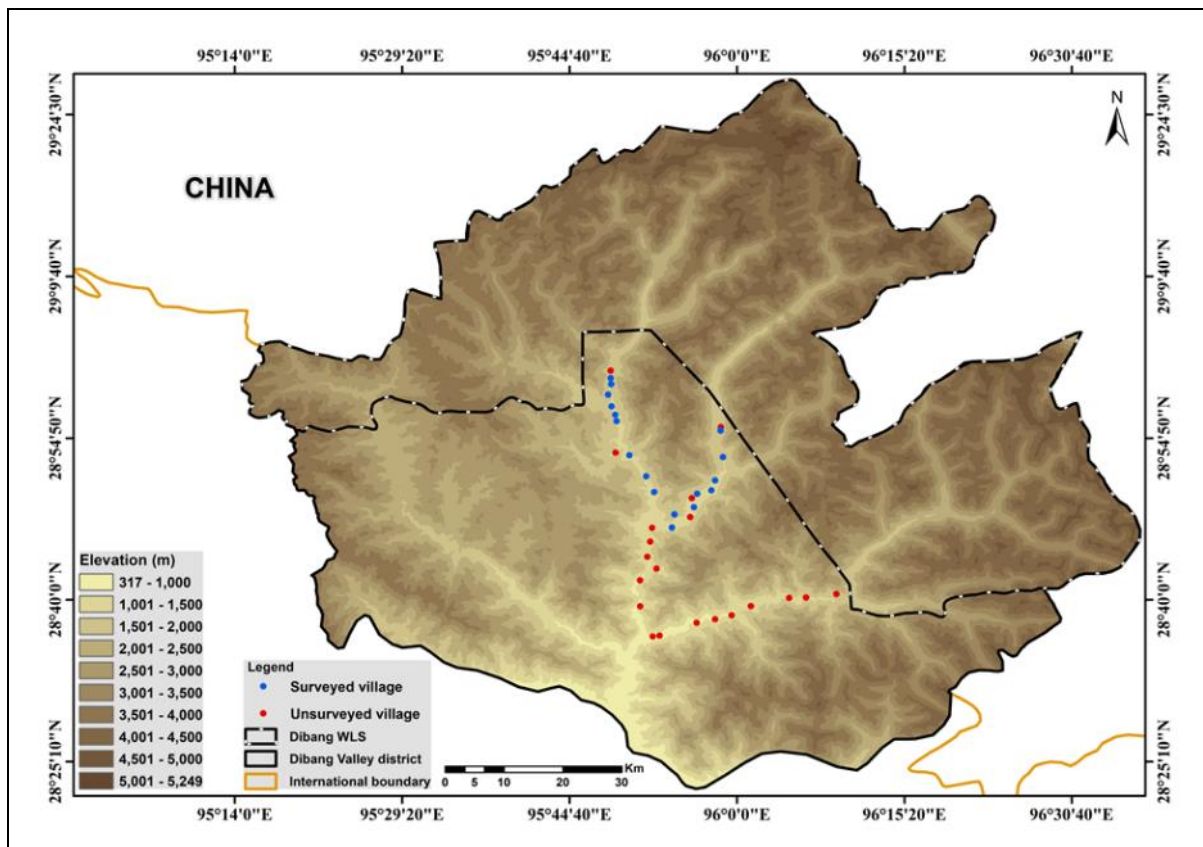 95°14'0"E 95°29'20"E 95°44'40"E 96°0'0"E 96°15'20"E 96°30'40"E
29°24'30"N 29°24'30"N
N
CHINA
29°9'40"N 29°9'40"N
28°54'50"N 28°54'50"N
28°40'0"N 28°40'0"N
28°25'10"N 28°25'10"N
Elevation (m)
317 - 1,000
1,001 - 1,500
1,501 - 2,000
2,001 - 2,500
2,501 - 3,000
3,001 - 3,500
3,501 - 4,000
4,001 - 4,500
4,501 - 5,000
5,001 - 5,249
Legend
Surveyed village
Unsurveyed village
Dibang WLS
Dibang Valley district
International boundary
Km
0 5 10 20 30
95°14'0"E 95°29'20"E 95°44'40"E 96°0'0"E 96°15'20"E 96°30'40"E